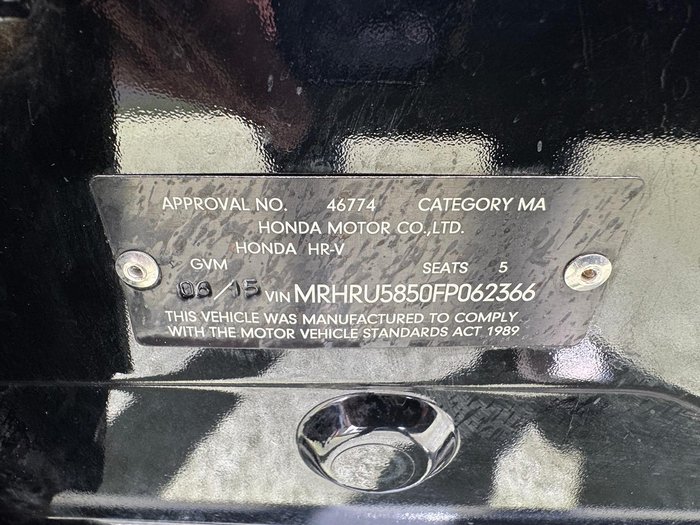 APPROVAL NO. 46774 CATEGORY MA
HONDA MOTOR CO.,LTD.
HONDA HR-V
GVM SEATS 5
08/15 VIN MRHRU5850FP062366
THIS VEHICLE WAS MANUFACTURED TO COMPLY
WITH THE MOTOR VEHICLE STANDARDS ACT 1989